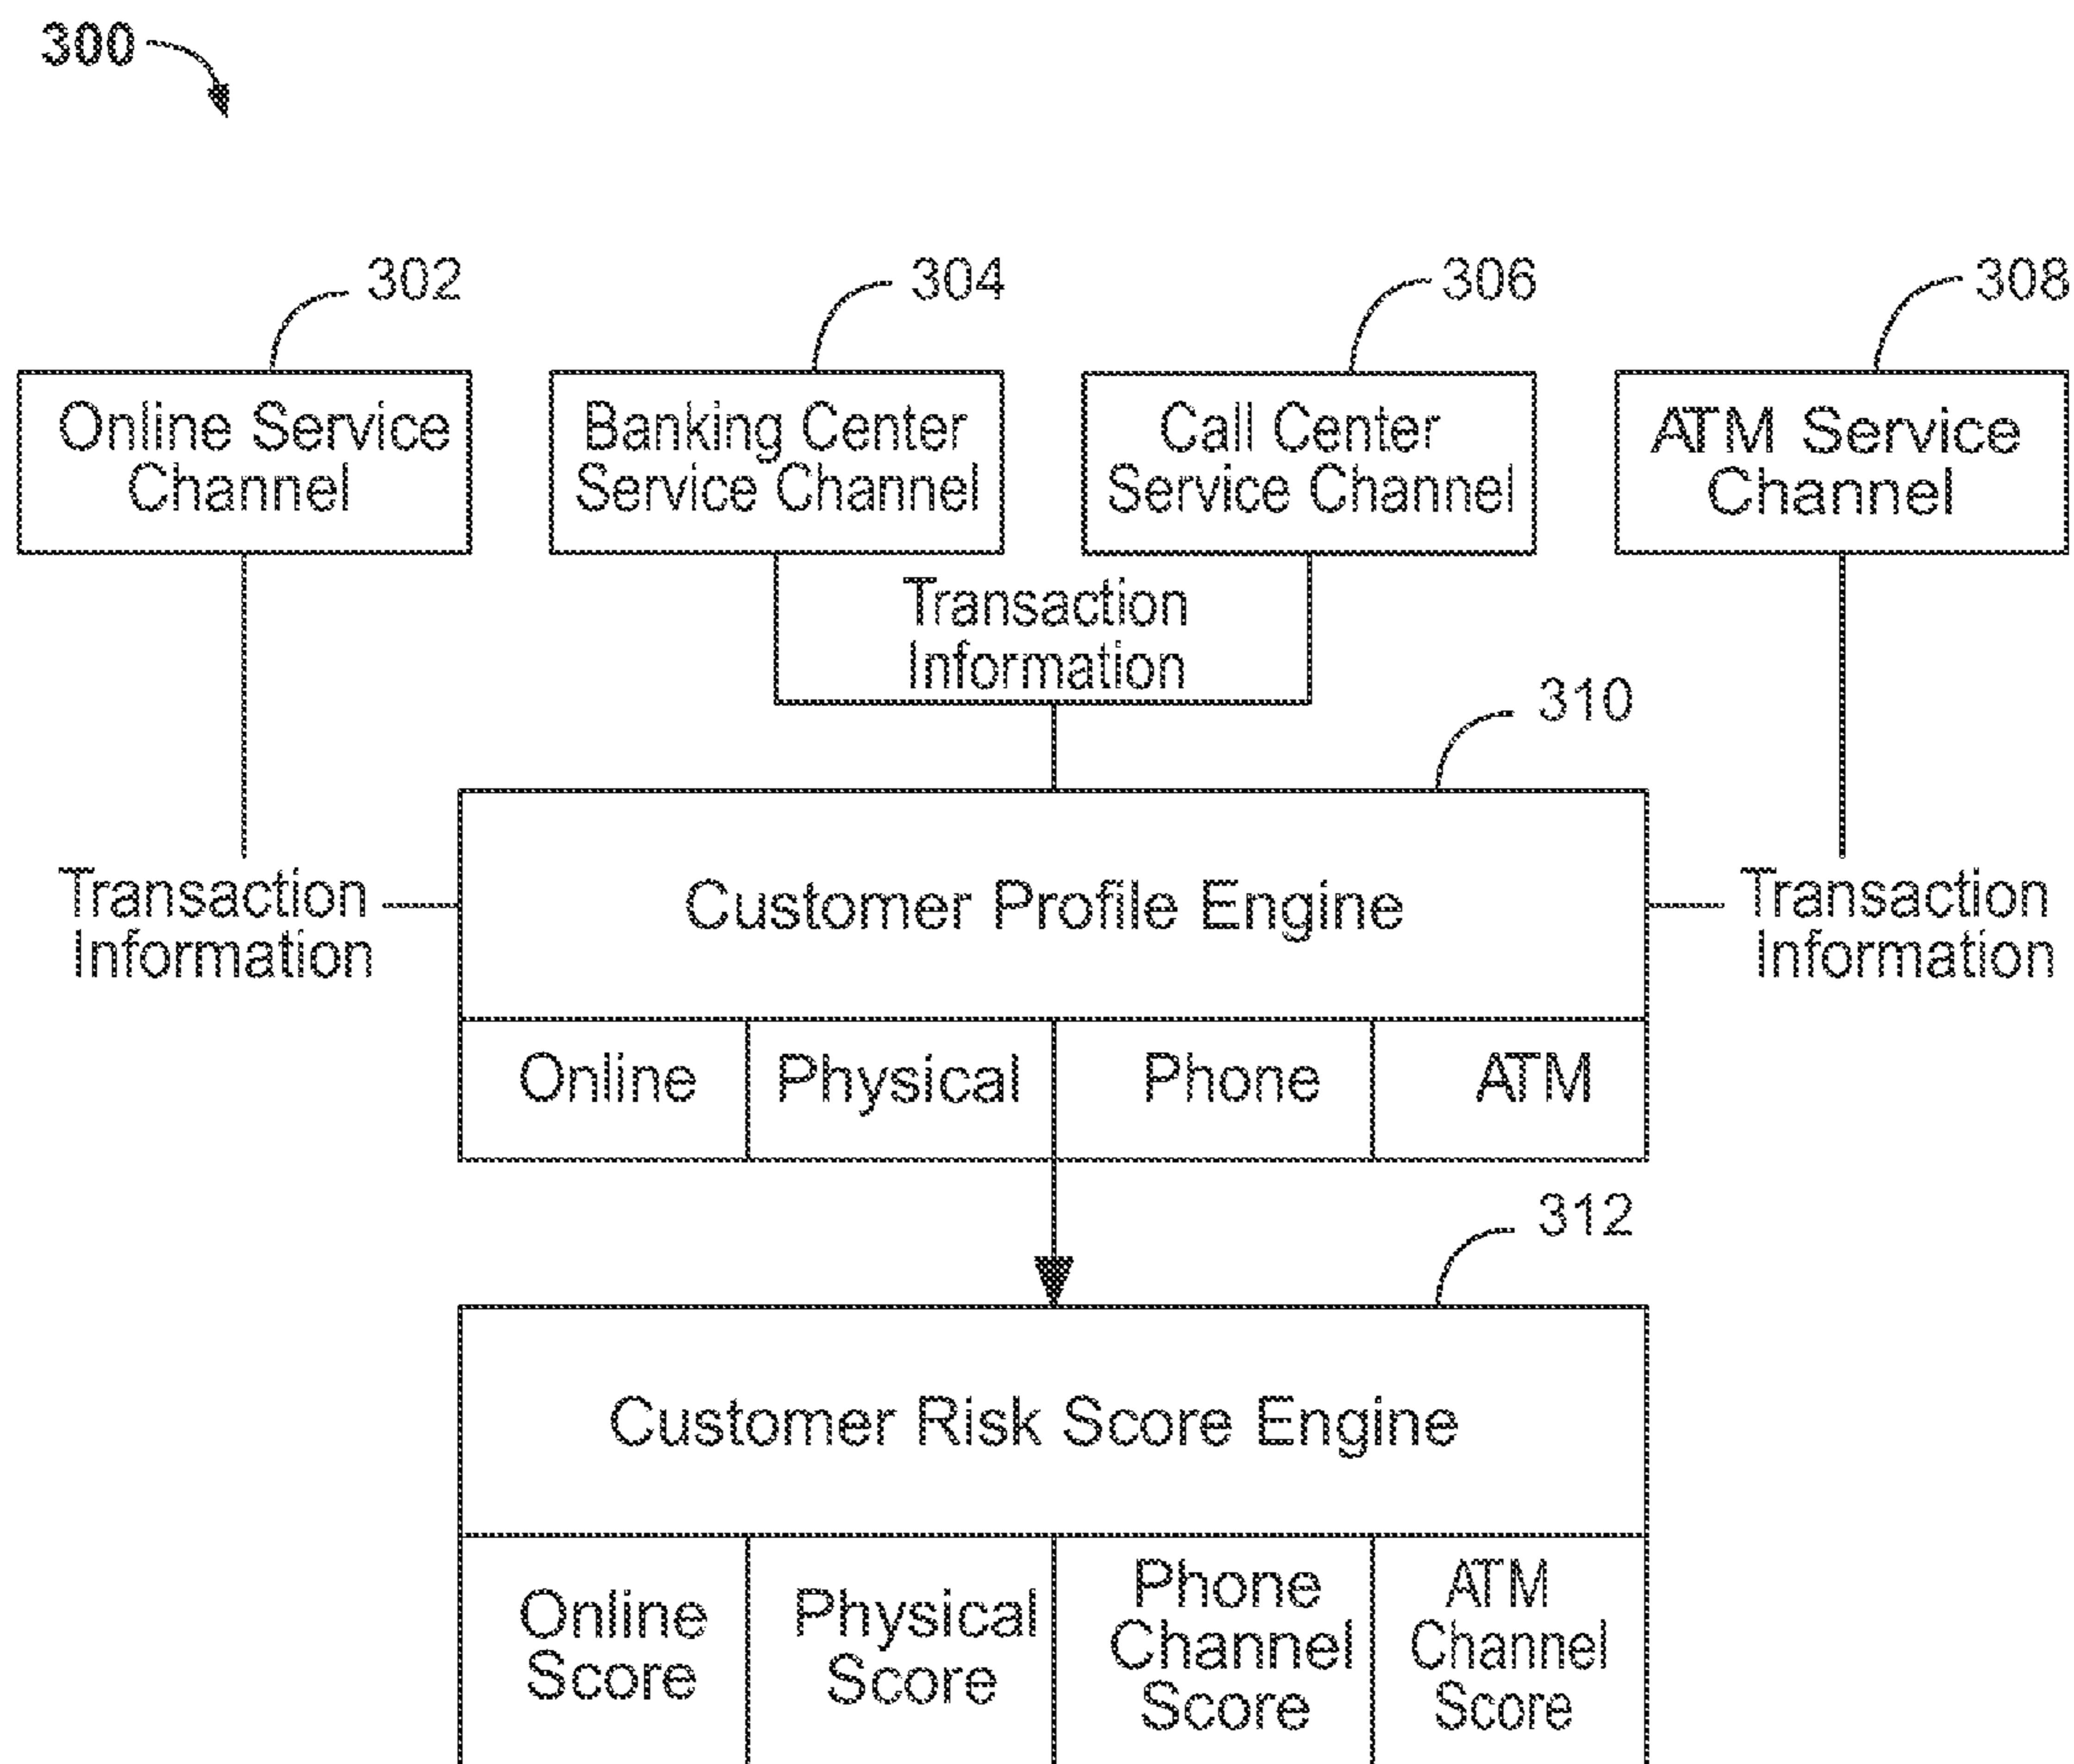 300
302
304
306
308
Online Service
Channel
Banking Center
Service Channel
Call Center
Service Channel
ATM Service
Channel
Transaction
Information
310
Transaction
Information
Customer Profile Engine
Transaction
Information
Online
Physical
Phone
ATM
312
Customer Risk Score Engine
Online
Score
Physical
Score
Phone
Channel
Score
ATM
Channel
Score